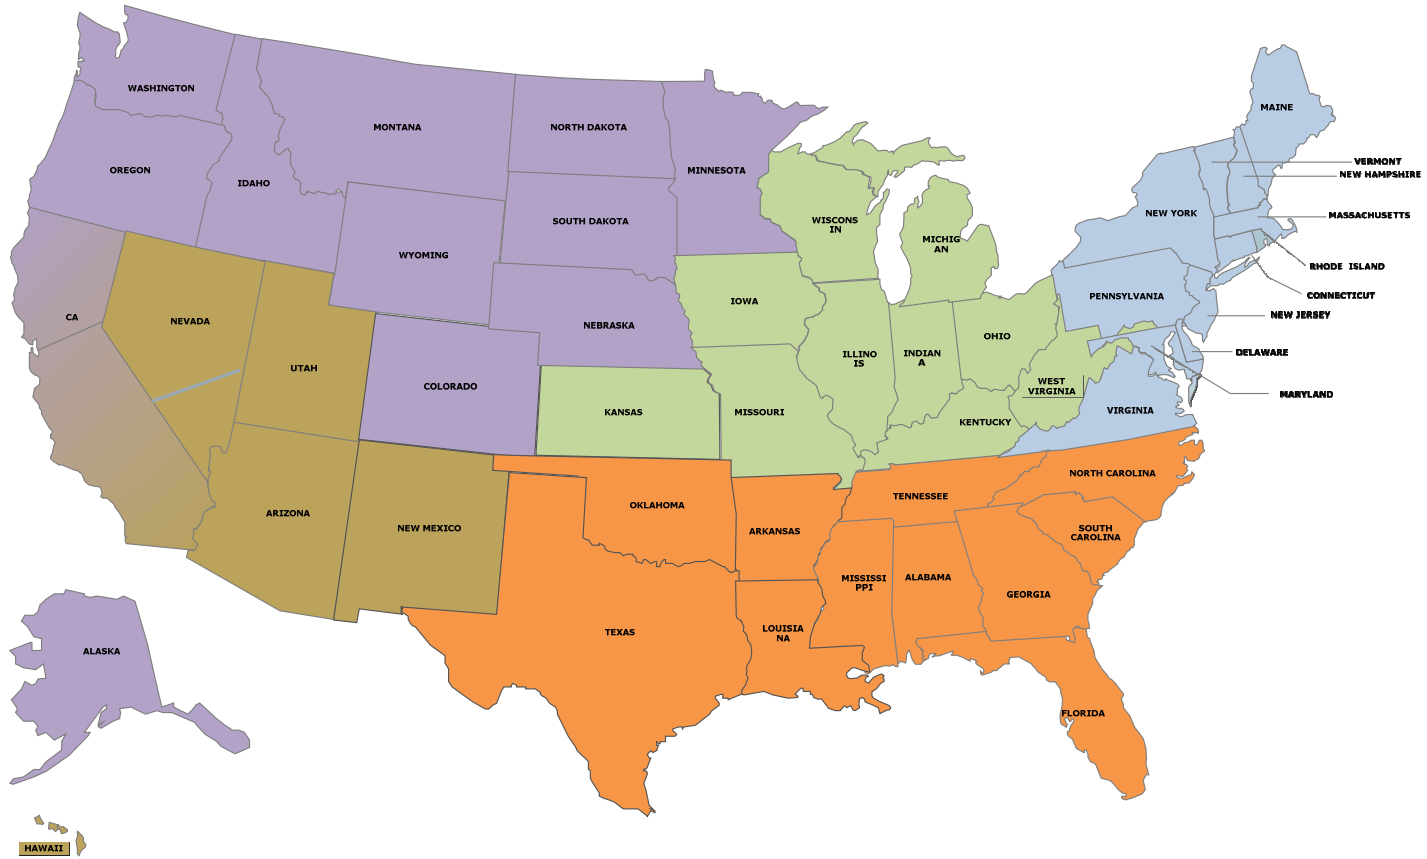 WASHINGTON
MAINE
MONTANA
NORTH DAKOTA
VERMONT
OREGON
IDAHO
MINNESOTA
NEW HAMPSHIRE
NEW YORK
MASSACHUSETTS
SOUTH DAKOTA
WISCONS
IN
MICHIG
AN
WYOMING
RHODE ISLAND
PENNSYLVANIA
CONNECTICUT
IOWA
CA
NEVADA
NEBRASKA
NEW JERSEY
OHIO
ILLINO
IS
INDIAN
A
DELAWARE
UTAH
COLORADO
WEST
VIRGINIA
MARYLAND
KANSAS
MISSOURI
VIRGINIA
KENTUCKY
NORTH CAROLINA
TENNESSEE
OKLAHOMA
ARIZONA
NEW MEXICO
ARKANSAS
SOUTH
CAROLINA
MISSISSI
PPI
ALABAMA
GEORGIA
TEXAS
LOUISIA
NA
ALASKA
FLORIDA
HAWAII